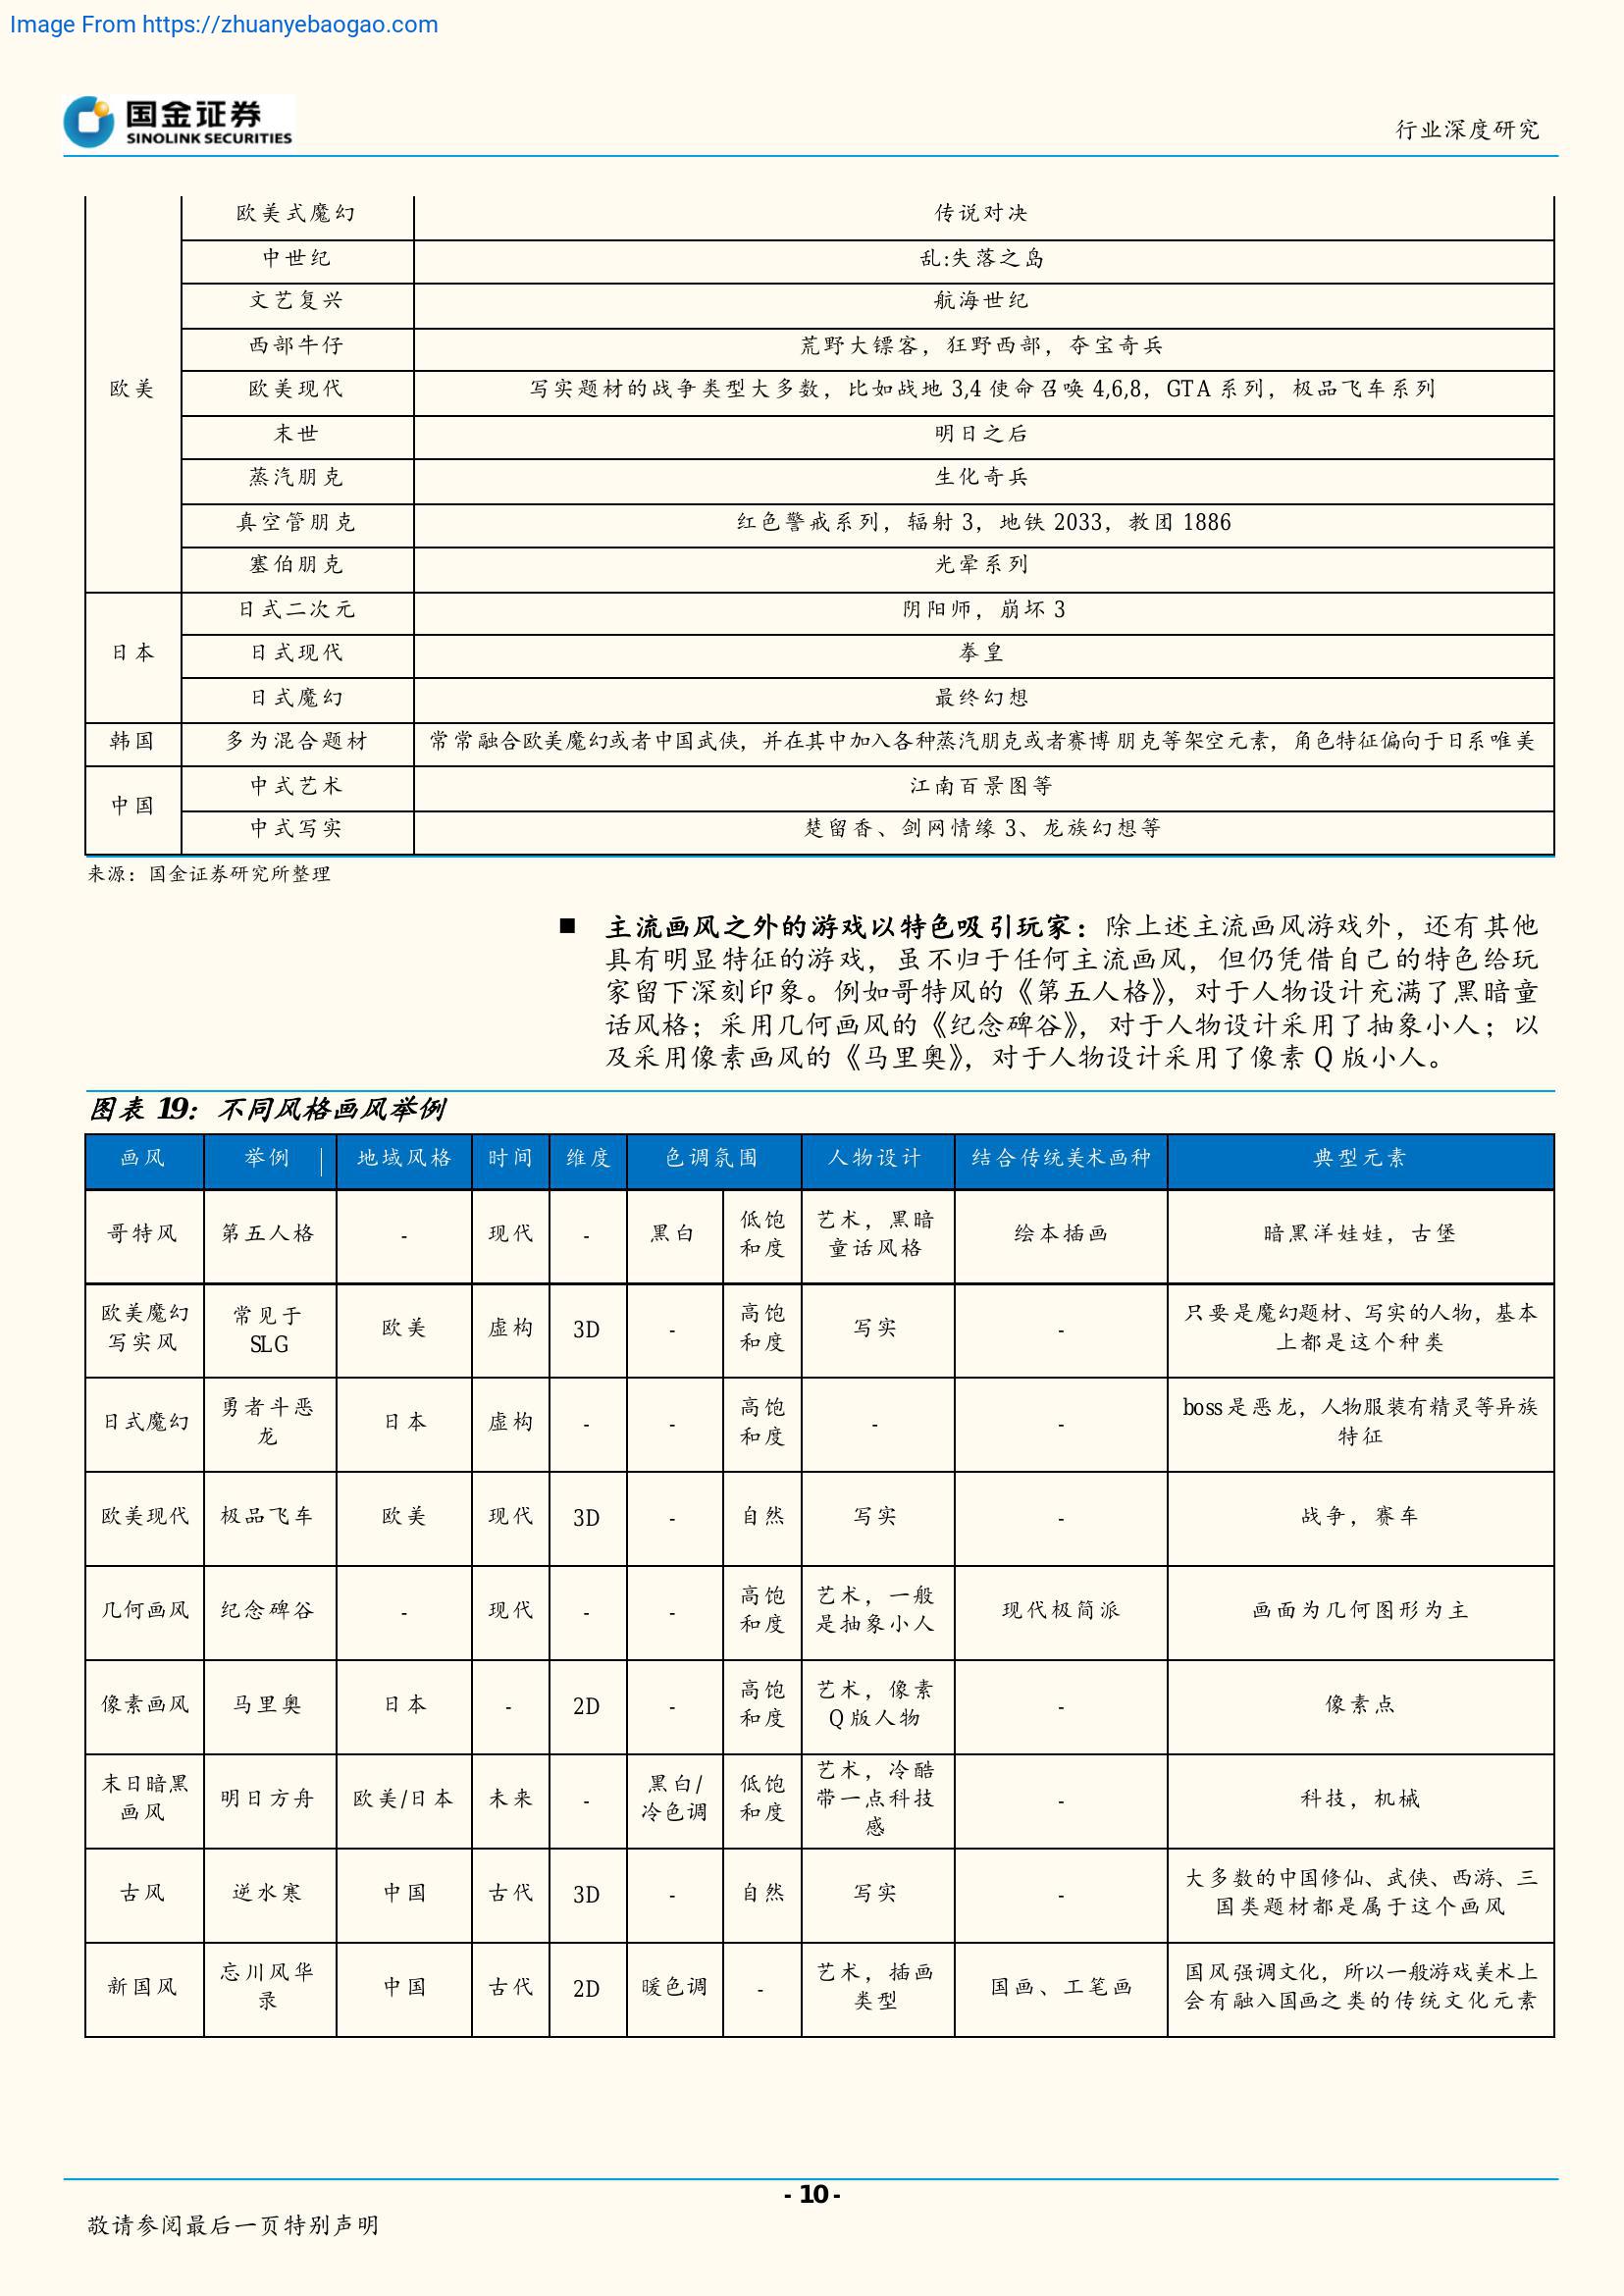 Image From https://zhuanyebaogao.com
国金证券
SINOLINK SECURITIES
行业深度研究
欧美式魔幻 传说对决
中世纪 乱:失落之岛
文艺复兴 航海世纪
西部牛仔 荒野大镖客，狂野西部，夺宝奇兵
欧美 欧美现代 写实题材的战争类型大多数，比如战地 3,4 使命召唤 4,6,8，GTA 系列，极品飞车系列
末世 明日之后
蒸汽朋克 生化奇兵
真空管朋克 红色警戒系列，辐射 3，地铁 2033，教团 1886
塞伯朋克 光晕系列
日式二次元 阴阳师，崩坏 3
日本 日式现代 拳皇
日式魔幻 最终幻想
韩国 多为混合题材 常常融合欧美魔幻或者中国武侠，并在其中加入各种蒸汽朋克或者赛博朋克等架空元素，角色特征偏向于日系唯美
中国 中式艺术 江南百景图等
中式写实 楚留香、剑网情缘 3、龙族幻想等
来源：国金证券研究所整理
■ 主流画风之外的游戏以特色吸引玩家：除上述主流画风游戏外，还有其他
具有明显特征的游戏，虽不归于任何主流画风，但仍凭借自己的特色给玩
家留下深刻印象。例如哥特风的《第五人格》，对于人物设计充满了黑暗童
话风格；采用几何画风的《纪念碑谷》，对于人物设计采用了抽象小人；以
及采用像素画风的《马里奥》，对于人物设计采用了像素 Q 版小人。
图表 19：不同风格画风举例
画风 举例 地域风格 时间 维度 色调氛围 人物设计 结合传统美术画种 典型元素
低饱 艺术，黑暗
哥特风 第五人格 - 现代 - 黑白 绘本插画 暗黑洋娃娃，古堡
和度 童话风格
欧美魔幻 常见于 高饱 只要是魔幻题材、写实的人物，基本
欧美 虚构 3D - 写实 -
写实风 SLG 和度 上都是这个种类
勇者斗恶 高饱 boss 是恶龙，人物服装有精灵等异族
日式魔幻 日本 虚构 - - - -
龙 和度 特征
欧美现代 极品飞车 欧美 现代 3D - 自然 写实 - 战争，赛车
高饱 艺术，一般
几何画风 纪念碑谷 - 现代 - - 现代极简派 画面为几何图形为主
和度 是抽象小人
高饱 艺术，像素
像素画风 马里奥 日本 - 2D - - 像素点
和度 Q 版人物
末日暗黑 黑白/ 低饱 艺术，冷酷
明日方舟 欧美/日本 未来 - 带一点科技 - 科技，机械
画风 冷色调 和度 感
大多数的中国修仙、武侠、西游、三
古风 逆水寒 中国 古代 3D - 自然 写实 -
国类题材都是属于这个画风
忘川风华 艺术，插画 国风强调文化，所以一般游戏美术上
新国风 中国 古代 2D 暖色调 - 国画、工笔画
录 类型 会有融入国画之类的传统文化元素
- 10 -
敬请参阅最后一页特别声明